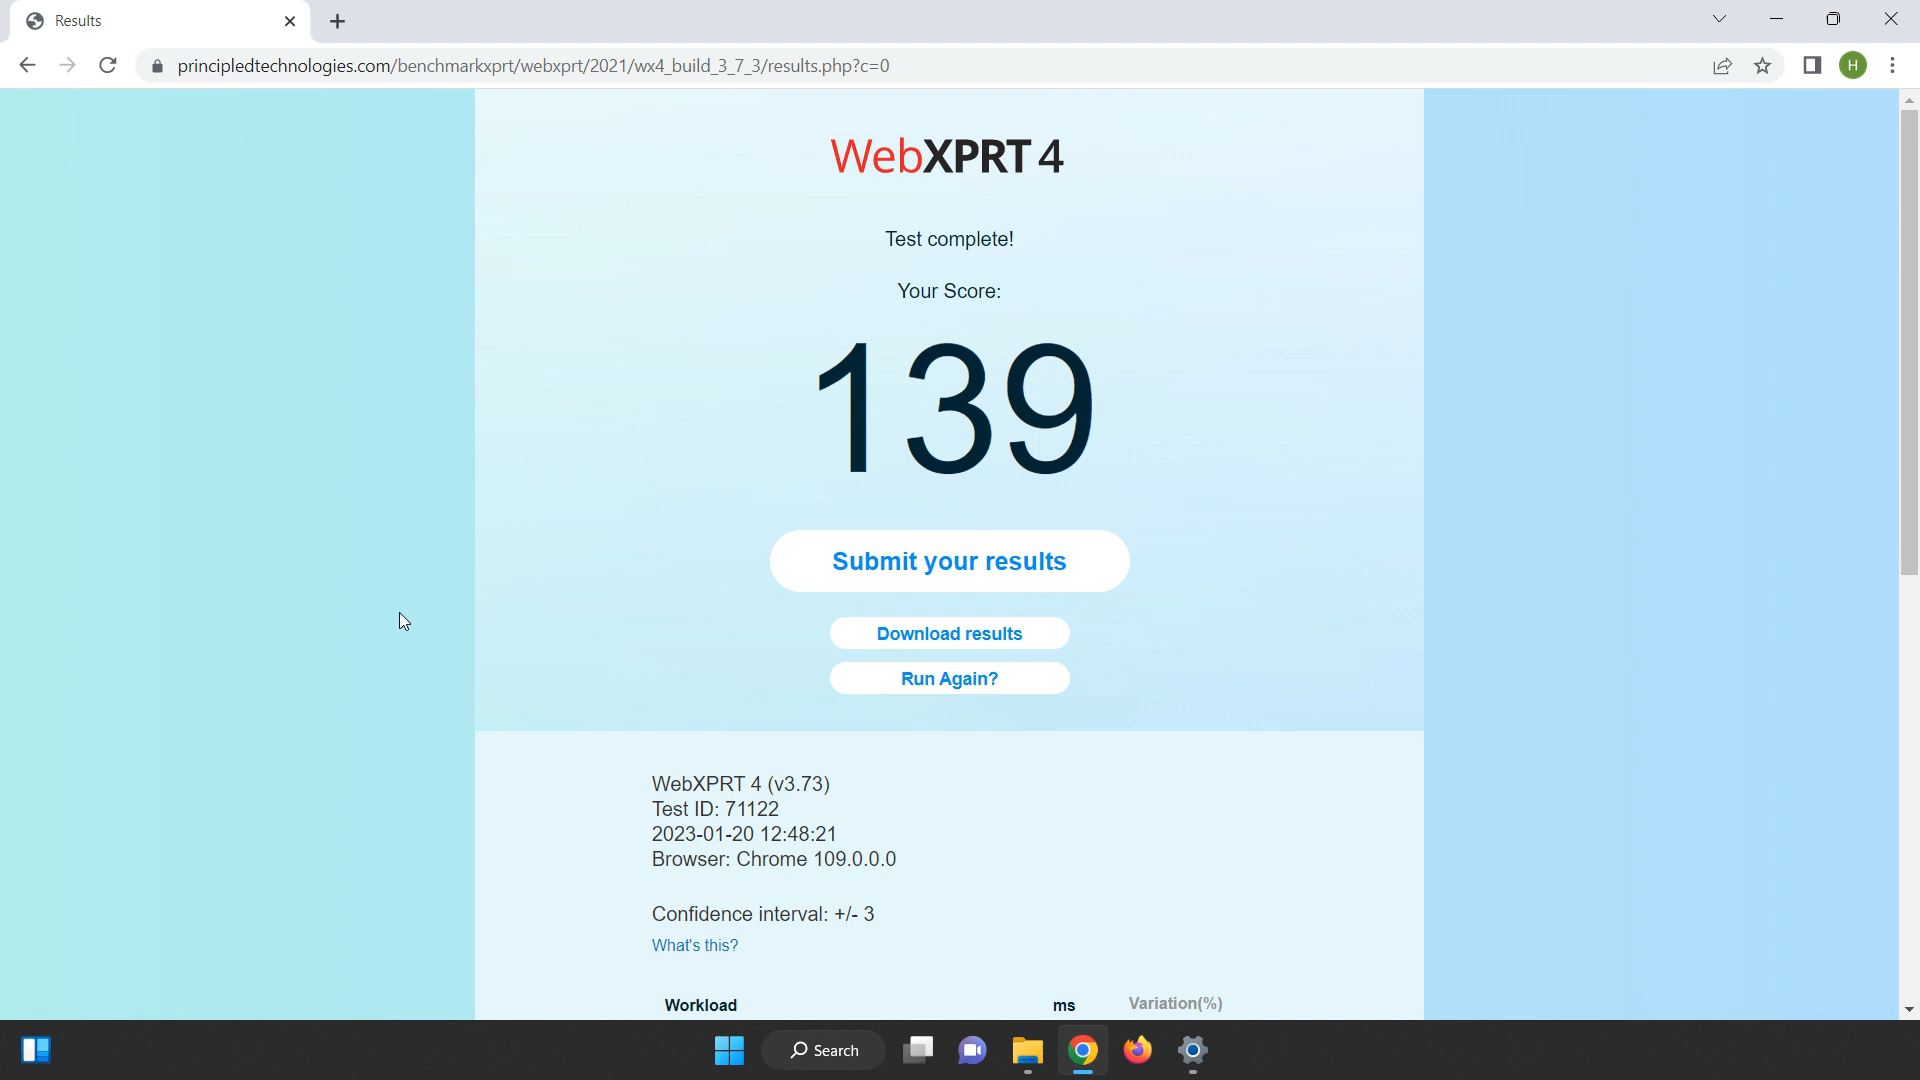 Results
principledtechnologies.com/benchmarkxprt/webxprt/2021/wx4_build_3_7_3/results.php?c=0
H
WebXPRT 4
Test complete!
Your Score:
139
Submit your results
Download results
Run Again?
WebXPRT 4 (v3.73)
Test ID: 71122
2023-01-20 12:48:21
Browser: Chrome 109.0.0.0
Confidence interval: +/- 3
What's this?
Workload ms Variation(%)
Search